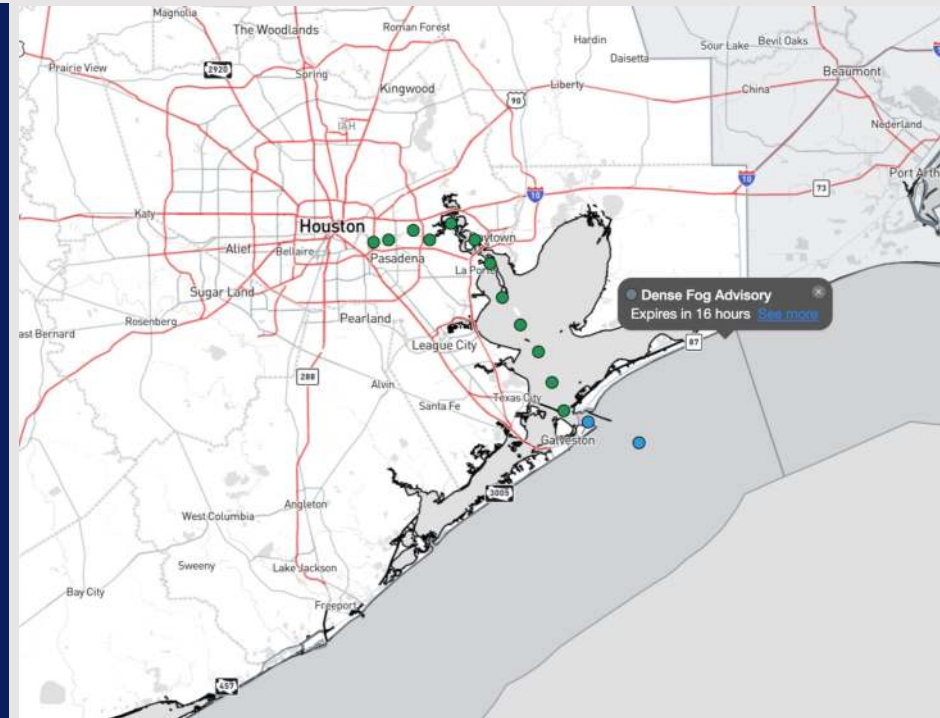 Magnolia
The Woodlands
Roman Forest
Hardin
Daisetta
Sour Lake
Bevil Oaks
Prairie View
2920
Spring
Kingwood
Liberty
Beaumont
China
90
IAH
Nederland
10
10
73
Port Arth
Katy
Houston
Baytown
Alief
Bellaire
Pasadena
La Porte
Sugar Land
Dense Fog Advisory
Expires in 16 hours See more
East Bernard
Rosenberg
Pearland
League City
87
288
Alvin
Santa Fe
Texas City
Galveston
3005
Angleton
West Columbia
Sweeny
Lake Jackson
Bay City
Freeport
457